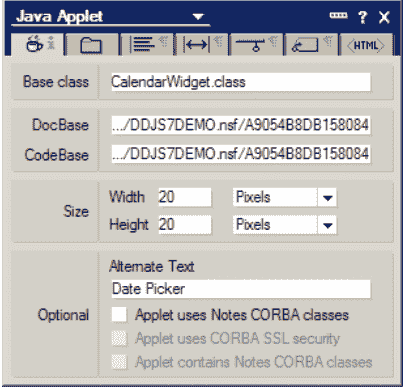 Java Applet
? X
<HTML>
Base class CalendarWidget.class
DocBase .../DDJS7DEMO.nsf/A9054B8DB158084
CodeBase .../DDJS7DEMO.nsf/A9054B8DB158084
Size
Width 20 Pixels
Height 20 Pixels
Alternate Text
Date Picker
Optional
Applet uses Notes CORBA classes
Applet uses CORBA SSL security
Applet contains Notes CORBA classes